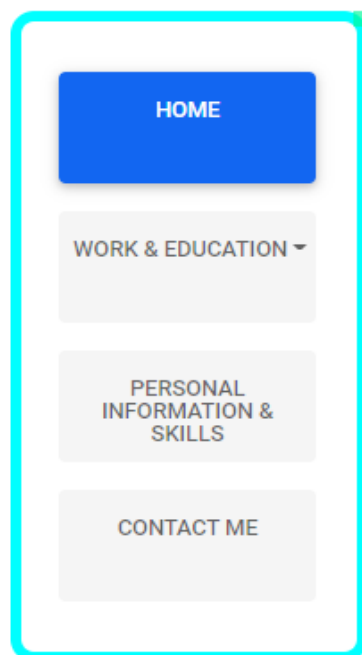 HOME
WORK & EDUCATION
PERSONAL
INFORMATION &
SKILLS
CONTACT ME